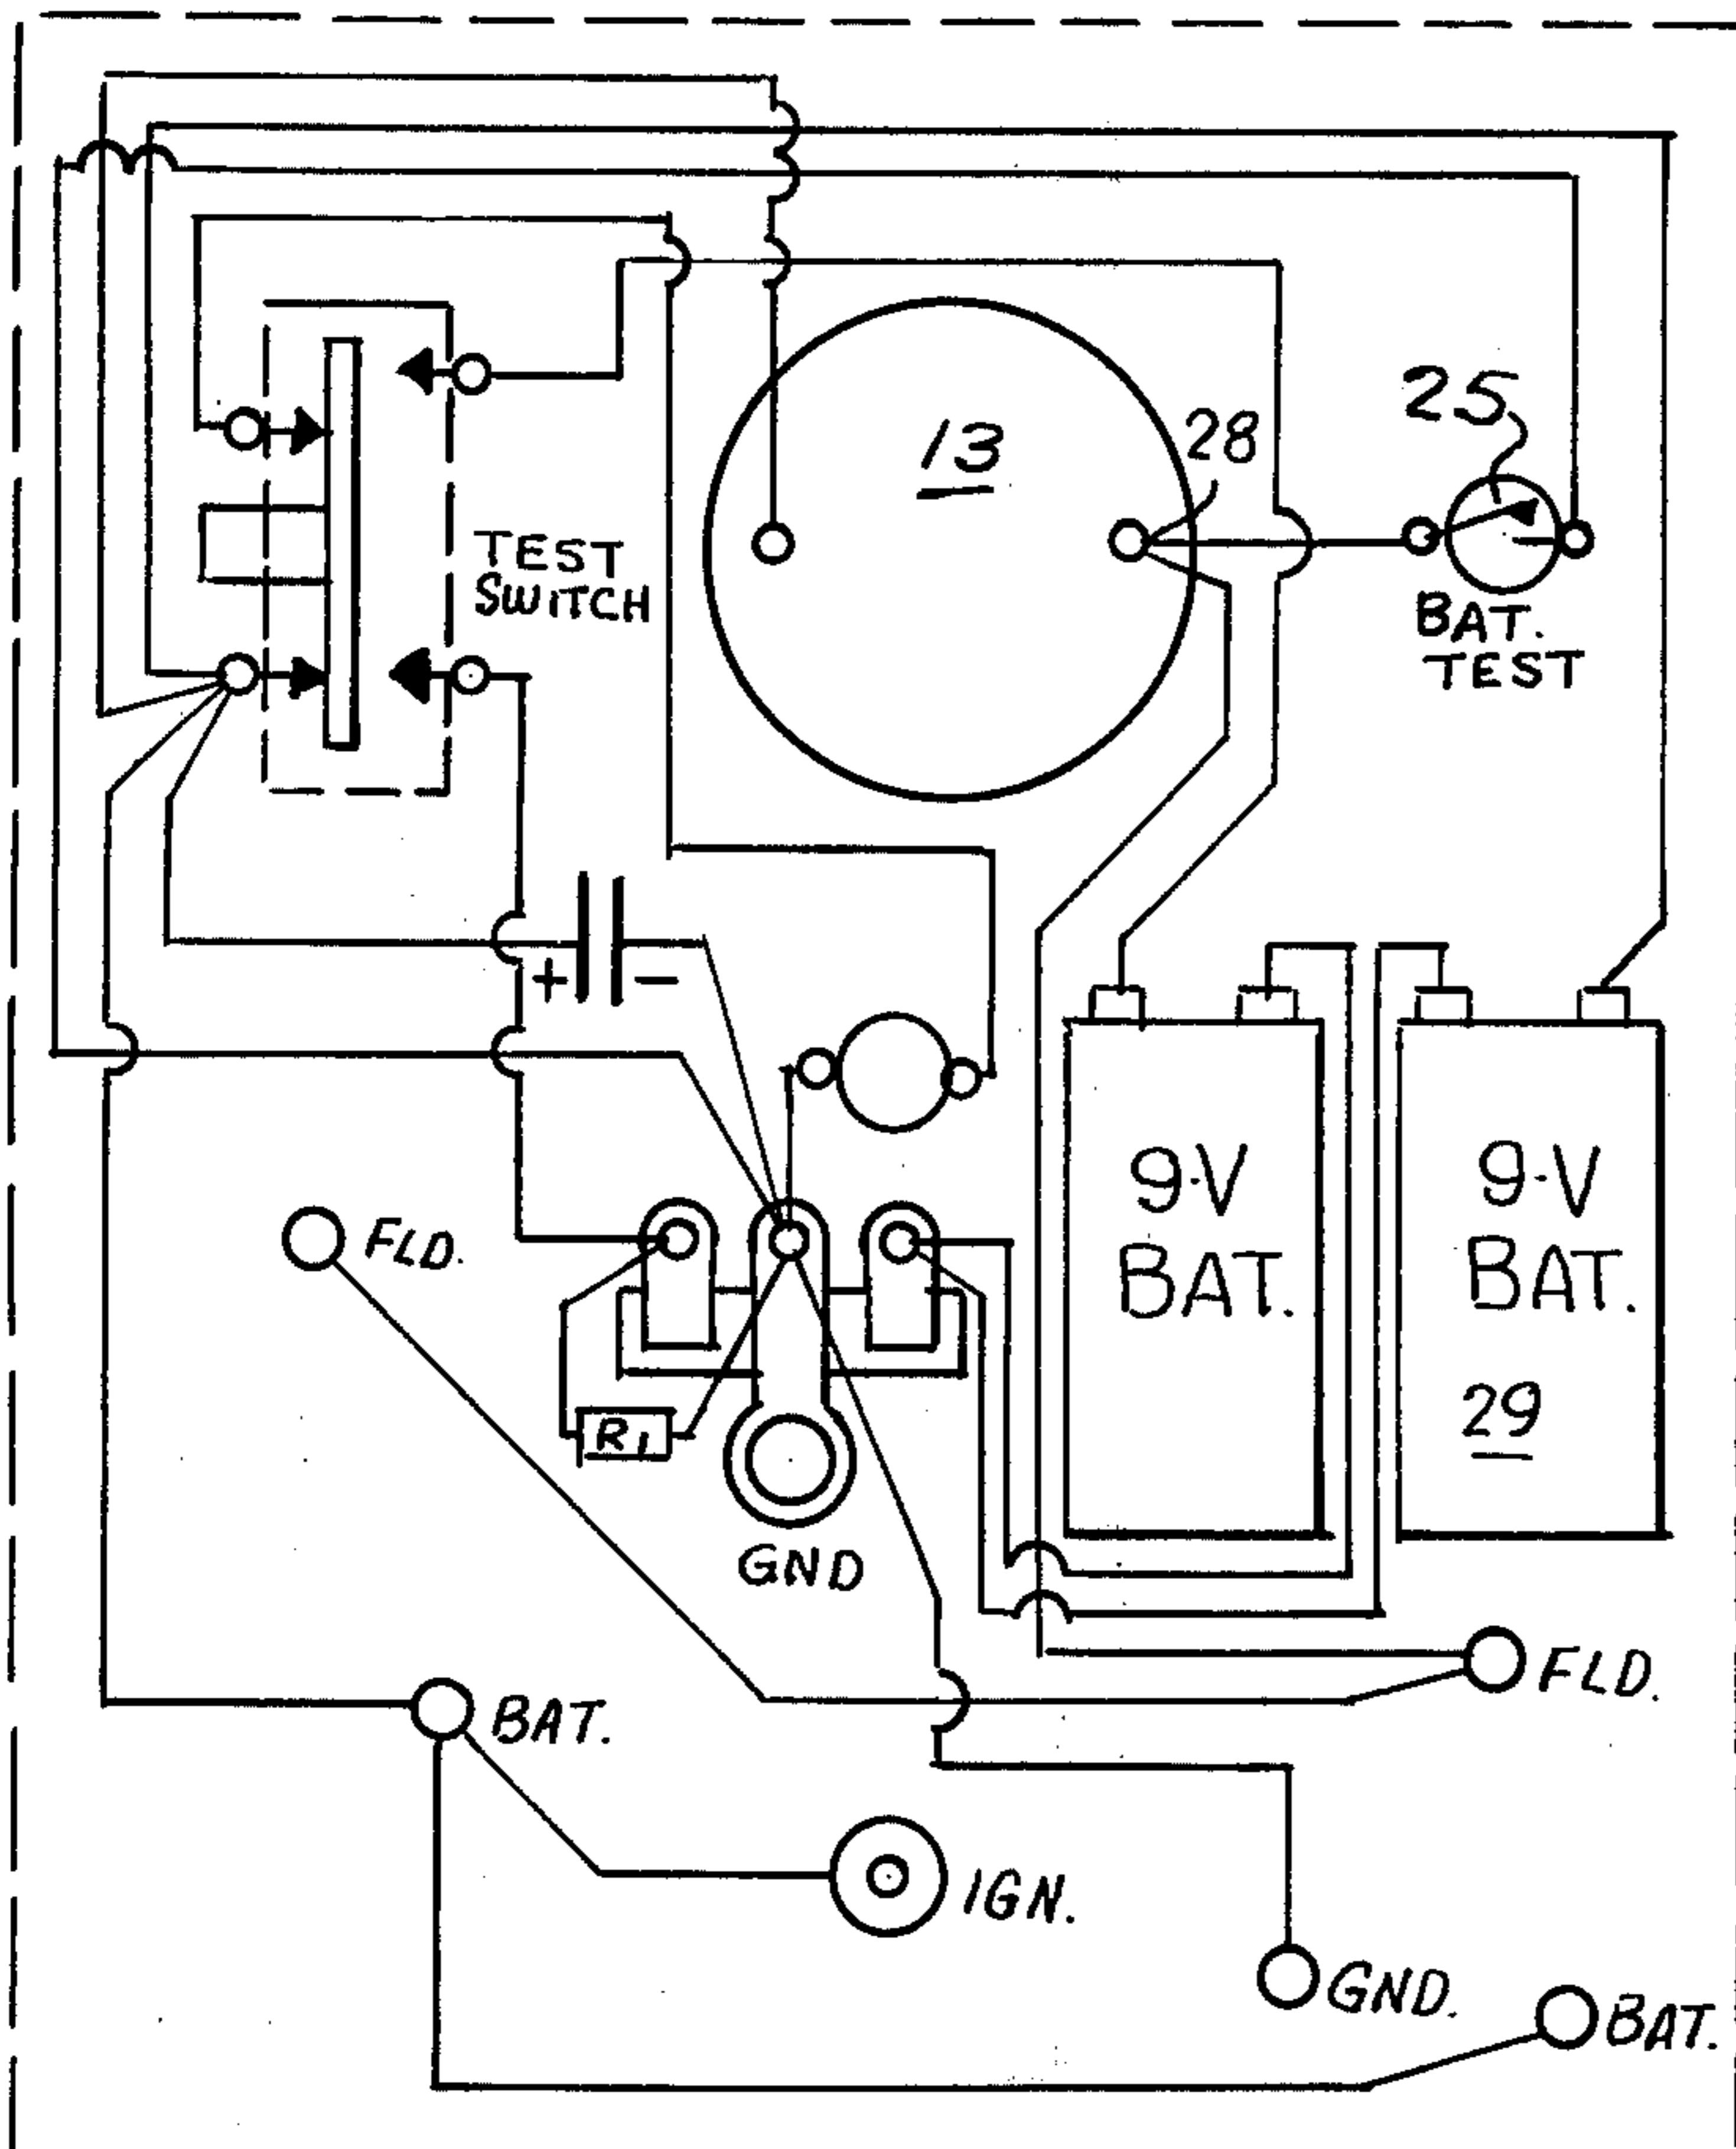 13
28
25
TEST
SWITCH
BAT.
TEST
+
−
9-V
BAT.
9-V
BAT.
29
FLD.
R1
GND
FLD.
BAT.
IGN.
GND.
BAT.